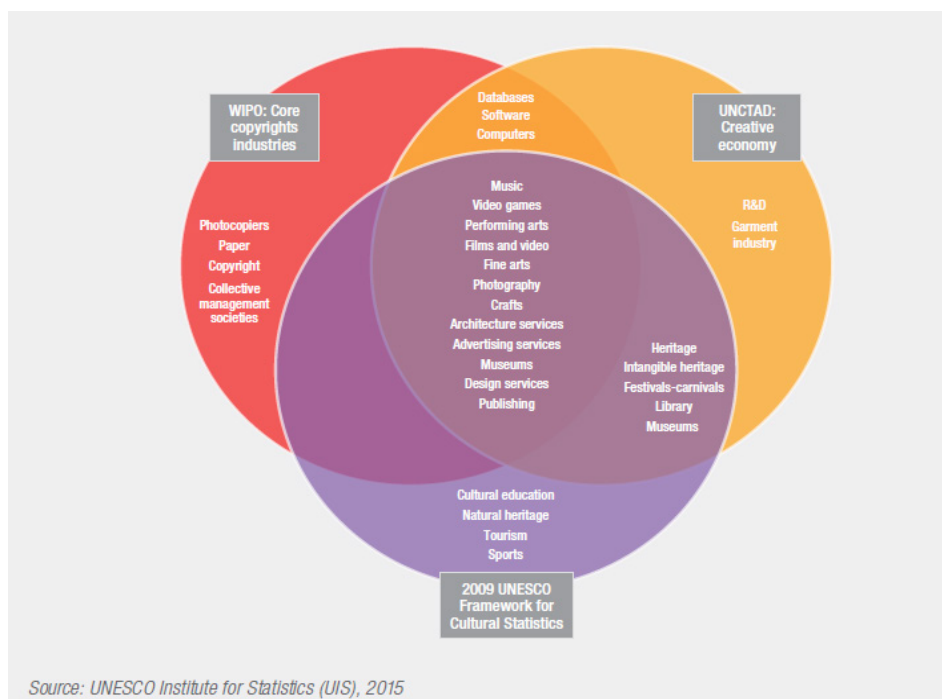 WIPO: Core
copyrights
industries
Databases
Software
Computers
UNCTAD:
Creative
economy
Photocopiers
Paper
Copyright
Collective
management
societies
Music
Video games
Performing arts
Films and video
Fine arts
Photography
Crafts
Architecture services
Advertising services
Museums
Design services
Publishing
R&D
Garment
industry
Heritage
Intangible heritage
Festivals-carnivals
Library
Museums
Cultural education
Natural heritage
Tourism
Sports
2009 UNESCO
Framework for
Cultural Statistics
Source: UNESCO Institute for Statistics (UIS), 2015